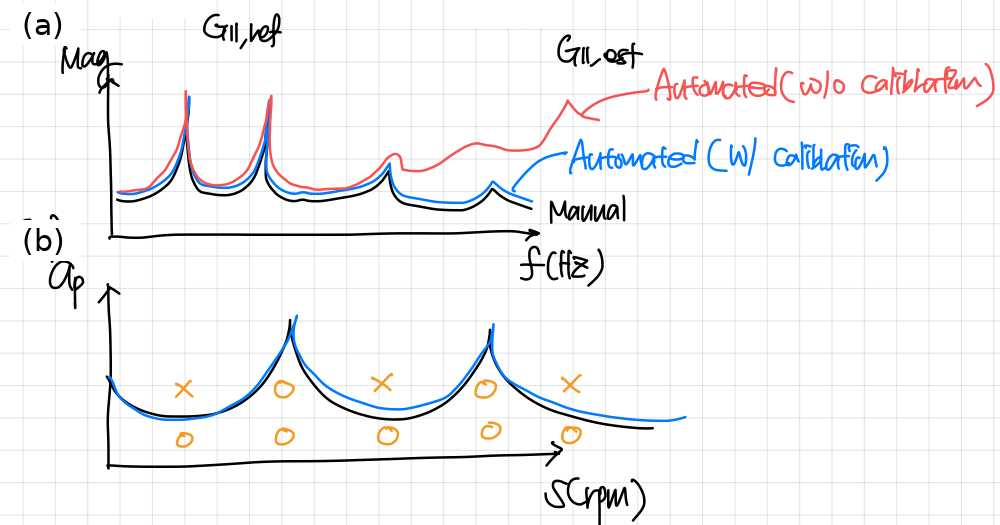 (a)
G11,ref
Mag
G11,est
Automated (w/o calibration)
Automated (w/ calibration)
Manual
f(Hz)
(b)
ap
x o x o x
o o o o o
S(rpm)